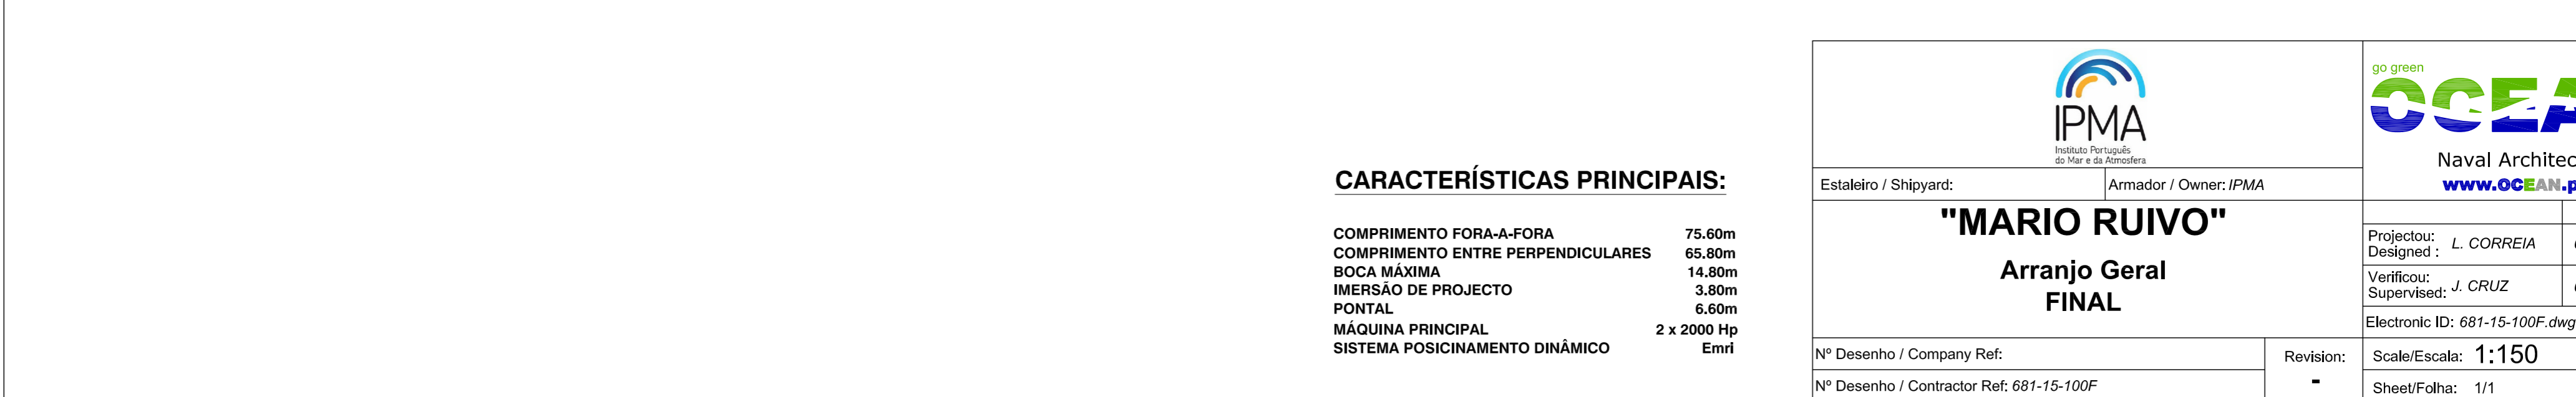 CARACTERÍSTICAS PRINCIPAIS:
COMPRIMENTO FORA-A-FORA 75.60m
COMPRIMENTO ENTRE PERPENDICULARES 65.80m
BOCA MÁXIMA 14.80m
IMERSÃO DE PROJECTO 3.80m
PONTAL 6.60m
MÁQUINA PRINCIPAL 2 x 2000 Hp
SISTEMA POSICINAMENTO DINÂMICO Emri
IPMA
Instituto Português
do Mar e da Atmosfera
Estaleiro / Shipyard:
Armador / Owner: IPMA
"MARIO RUIVO"
Arranjo Geral
FINAL
Nº Desenho / Company Ref:
Nº Desenho / Contractor Ref: 681-15-100F
Revision:
-
go green
OCEA
Naval Architec
www.OCEAN.p
Projectou:
Designed : L. CORREIA
Verificou:
Supervised: J. CRUZ
Electronic ID: 681-15-100F.dwg
Scale/Escala: 1:150
Sheet/Folha: 1/1